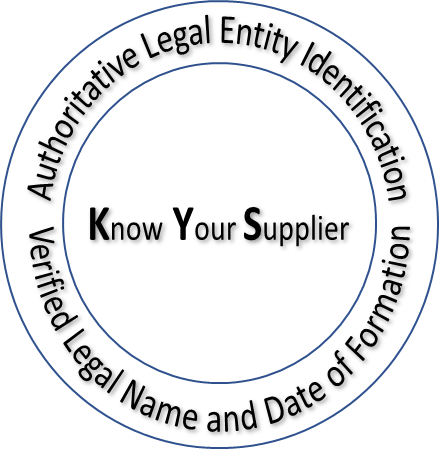 Authoritative Legal Entity Identification
Know Your Supplier
Verified Legal Name and Date of Formation